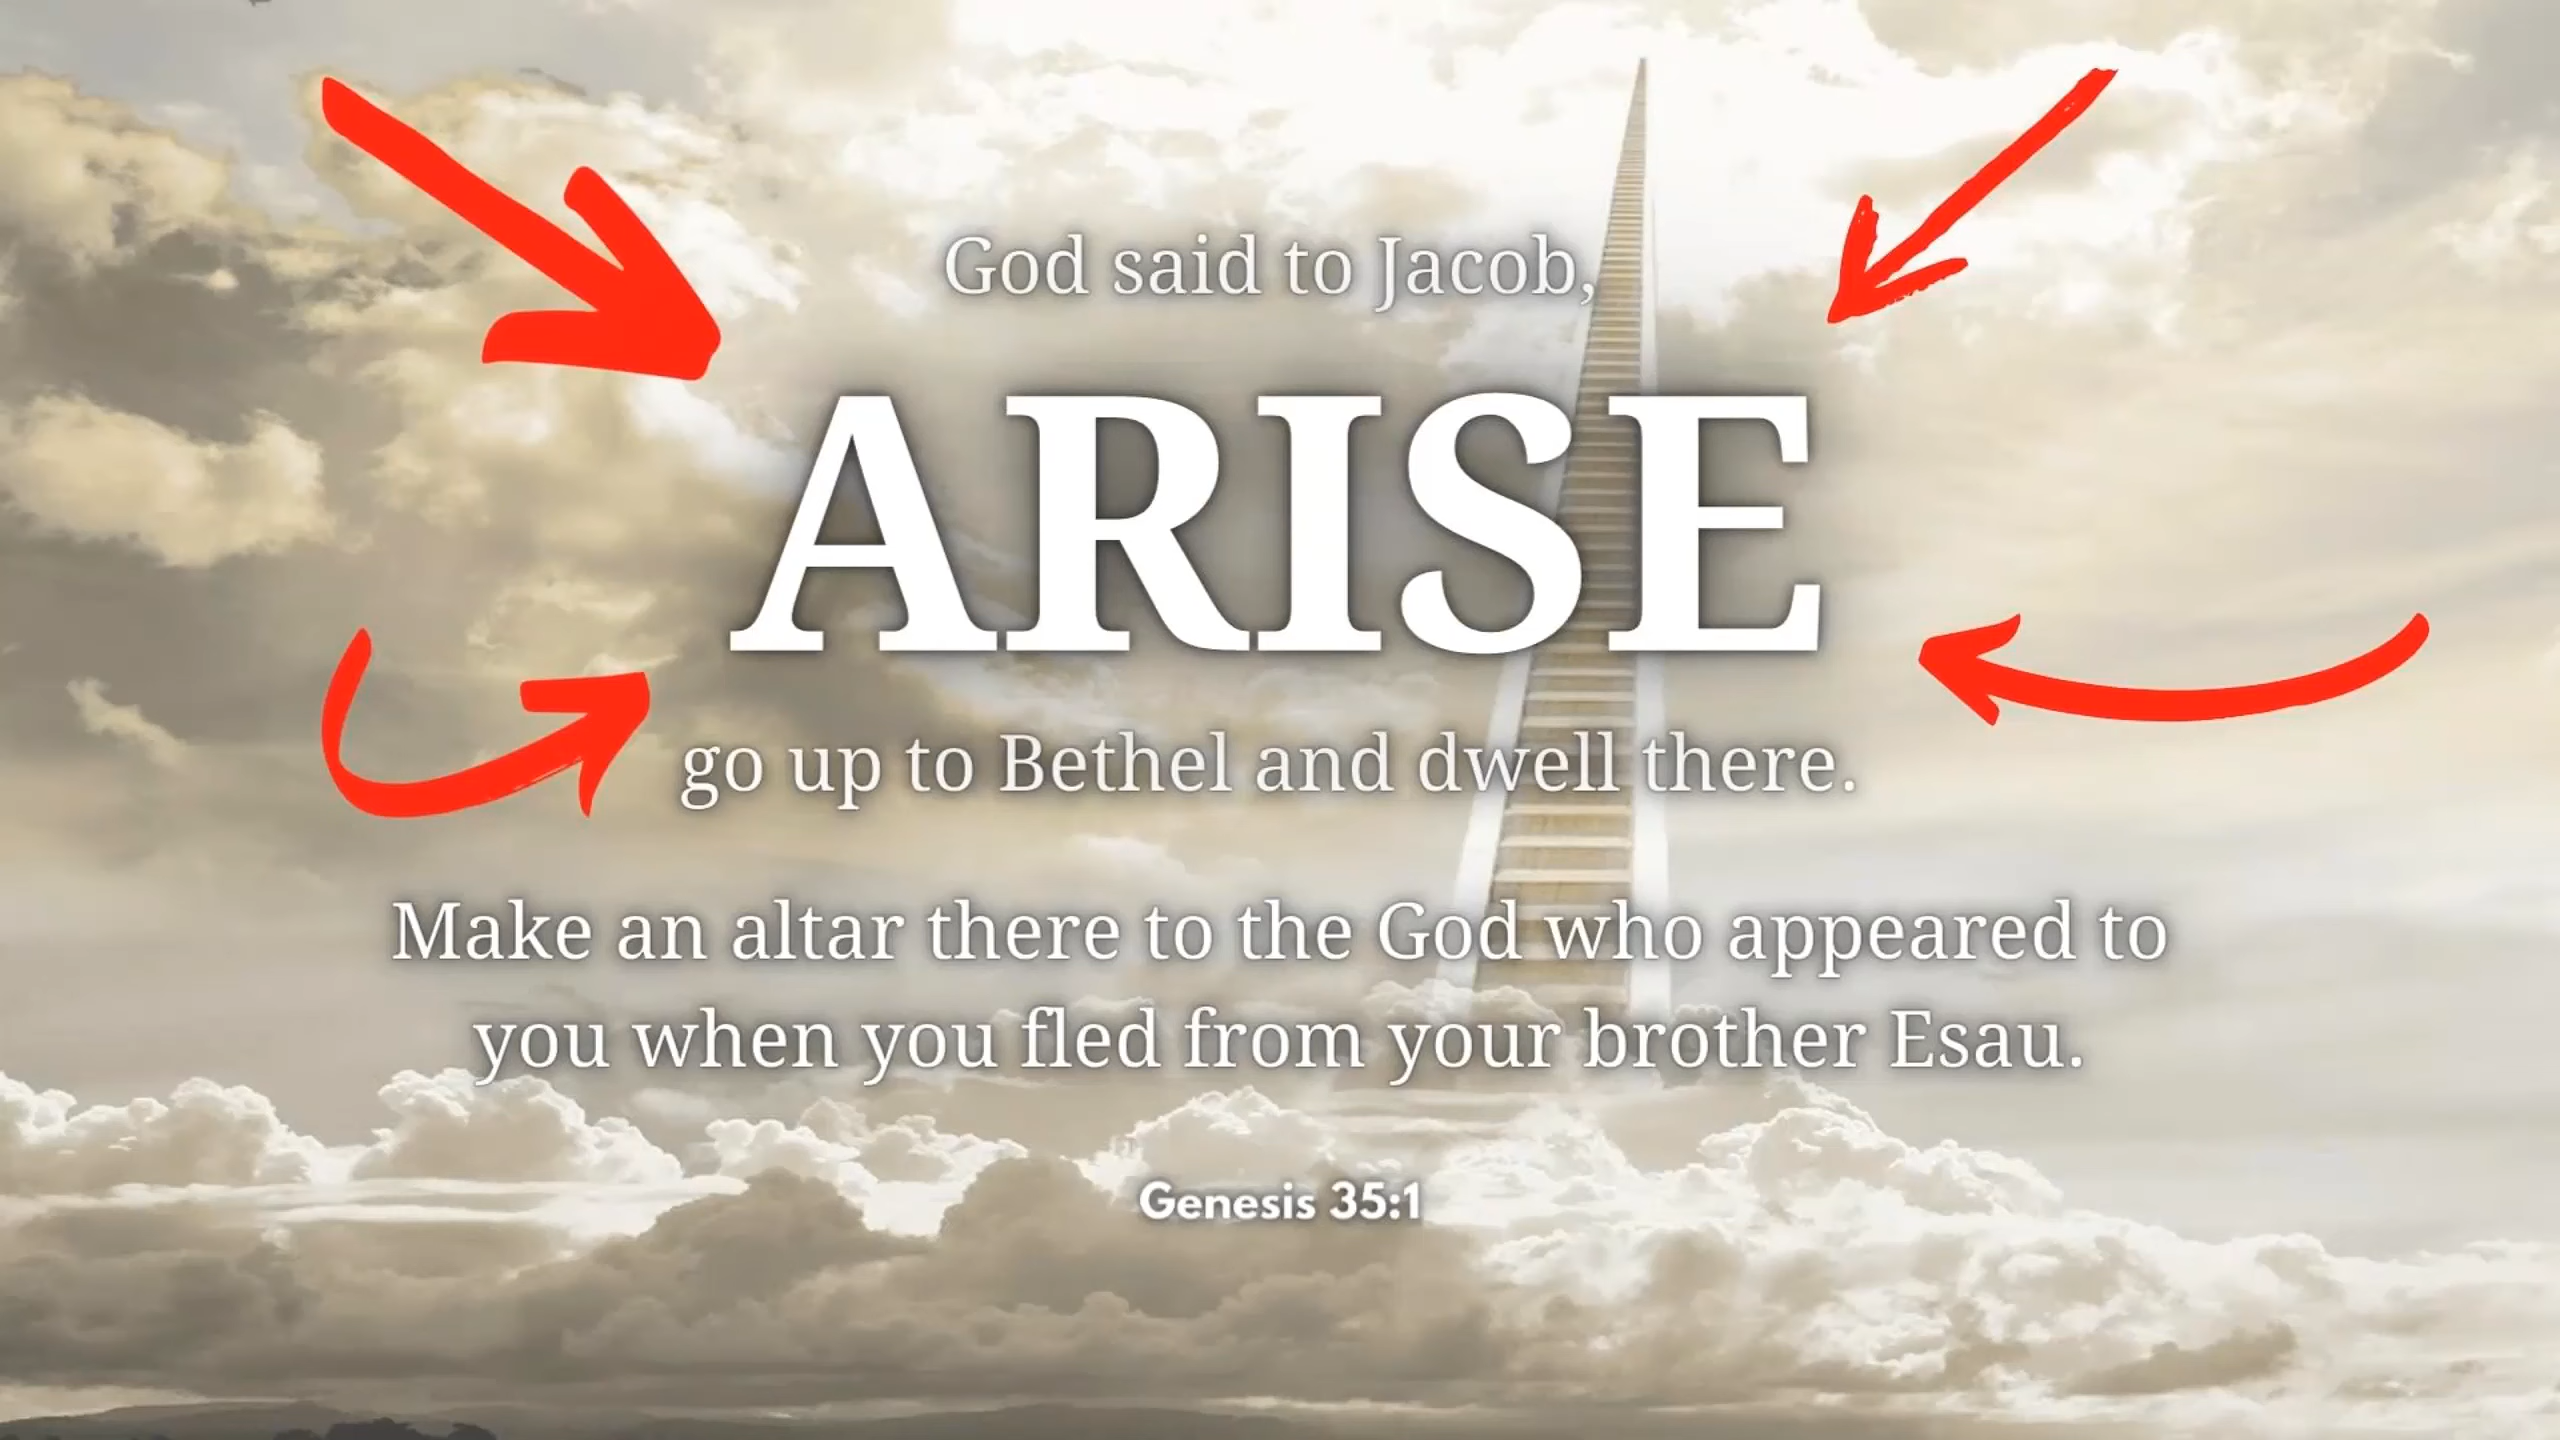 God said to Jacob,
ARISE
go up to Bethel and dwell there.
Make an altar there to the God who appeared to
you when you fled from your brother Esau.
Genesis 35:1